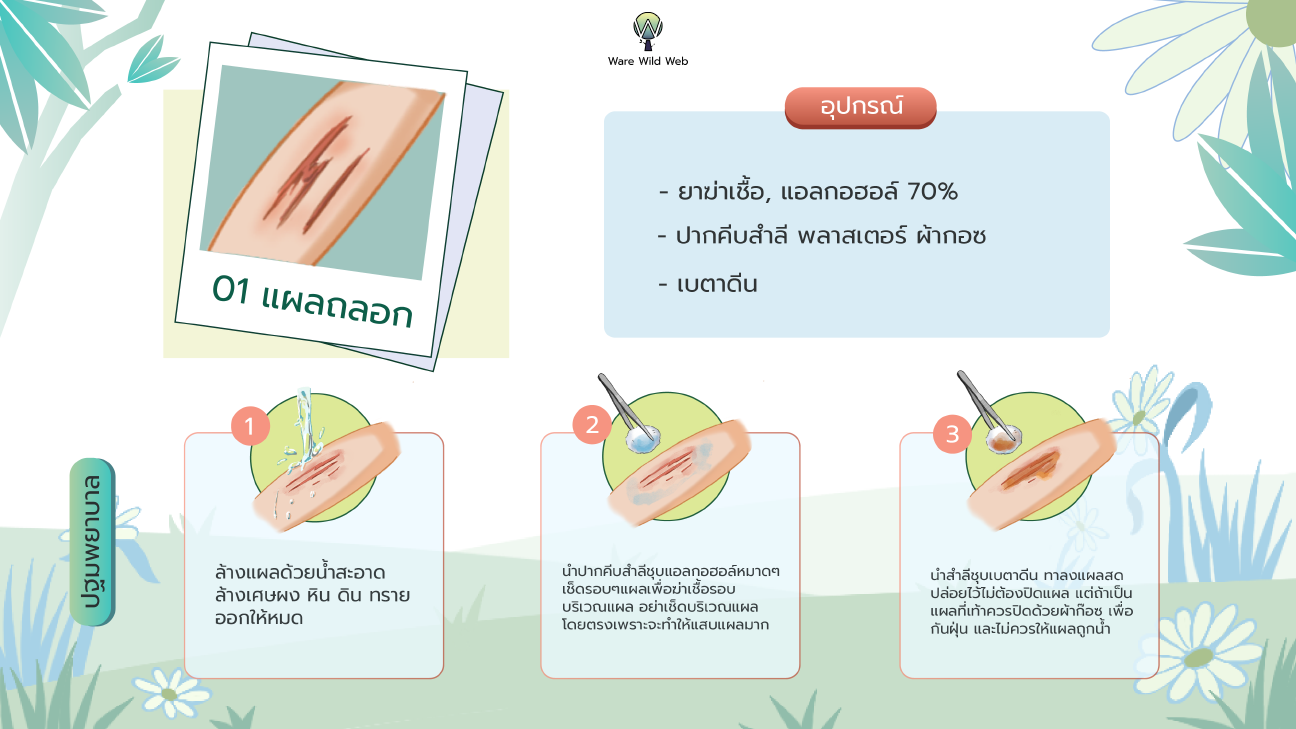 Ware Wild Web
01 แผลถลอก
อุปกรณ์
- ยาฆ่าเชื้อ, แอลกอฮอล์ 70%
- ปากคีบสำลี พลาสเตอร์ ผ้ากอซ
- เบตาดีน
ปฐมพยาบาล
1
ล้างแผลด้วยน้ำสะอาด
ล้างเศษผง หิน ดิน ทราย
ออกให้หมด
2
นำปากคีบสำลีชุบแอลกอฮอล์หมาดๆ
เช็ดรอบๆแผลเพื่อฆ่าเชื้อรอบ
บริเวณแผล อย่าเช็ดบริเวณแผล
โดยตรงเพราะจะทำให้แสบแผลมาก
3
นำสำลีชุบเบตาดีน ทาลงแผลสด
ปล่อยไว้ไม่ต้องปิดแผล แต่ถ้าเป็น
แผลที่เท้าควรปิดด้วยผ้าก๊อซ เพื่อ
กันฝุ่น และไม่ควรให้แผลถูกน้ำ